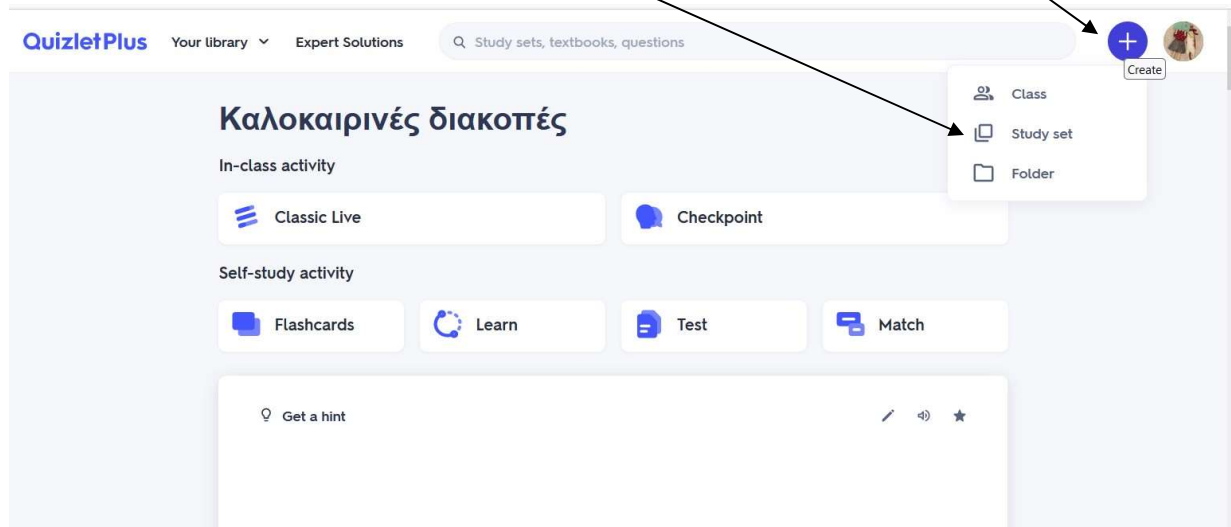 QuizletPlus Your library Expert Solutions Study sets, textbooks, questions
Create
Class
Study set
Folder
Καλοκαιρινές διακοπές
In-class activity
Classic Live Checkpoint
Self-study activity
Flashcards Learn Test Match
Get a hint